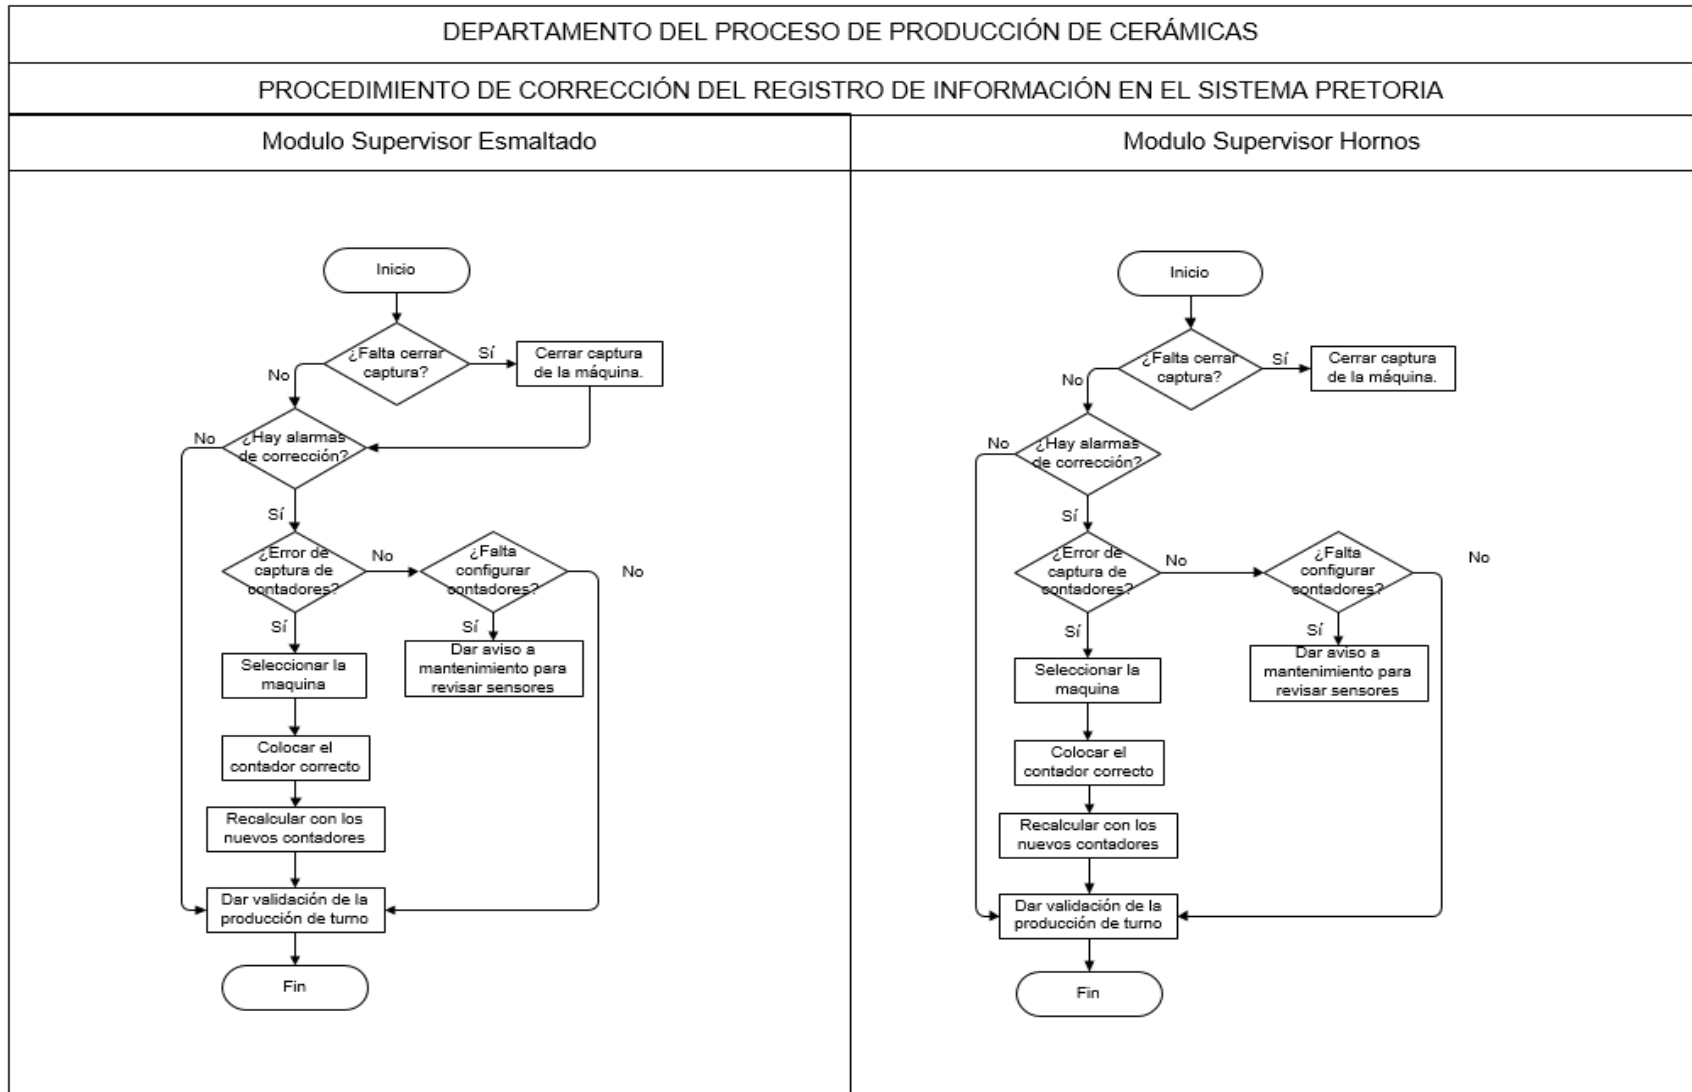 DEPARTAMENTO DEL PROCESO DE PRODUCCIÓN DE CERÁMICAS
PROCEDIMIENTO DE CORRECCIÓN DEL REGISTRO DE INFORMACIÓN EN EL SISTEMA PRETORIA
Modulo Supervisor Esmaltado
Inicio
¿Falta cerrar
captura?
Sí
Cerrar captura
de la máquina.
No
¿Hay alarmas
de corrección?
No
Sí
¿Error de
captura de
contadores?
No
¿Falta
configurar
contadores?
No
Sí
Sí
Seleccionar la
maquina
Dar aviso a
mantenimiento para
revisar sensores
Colocar el
contador correcto
Recalcular con los
nuevos contadores
Dar validación de la
producción de turno
Fin
Modulo Supervisor Hornos
Inicio
¿Falta cerrar
captura?
Sí
Cerrar captura
de la máquina.
No
¿Hay alarmas
de corrección?
No
Sí
¿Error de
captura de
contadores?
No
¿Falta
configurar
contadores?
No
Sí
Sí
Seleccionar la
maquina
Dar aviso a
mantenimiento para
revisar sensores
Colocar el
contador correcto
Recalcular con los
nuevos contadores
Dar validación de la
producción de turno
Fin